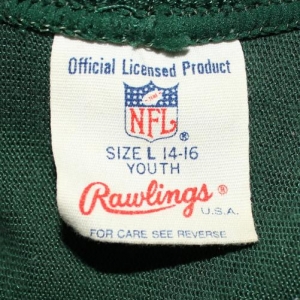 Official Licensed Product
NFL ®
SIZE L 14-16
YOUTH
Rawlings ®
U.S.A.
FOR CARE SEE REVERSE